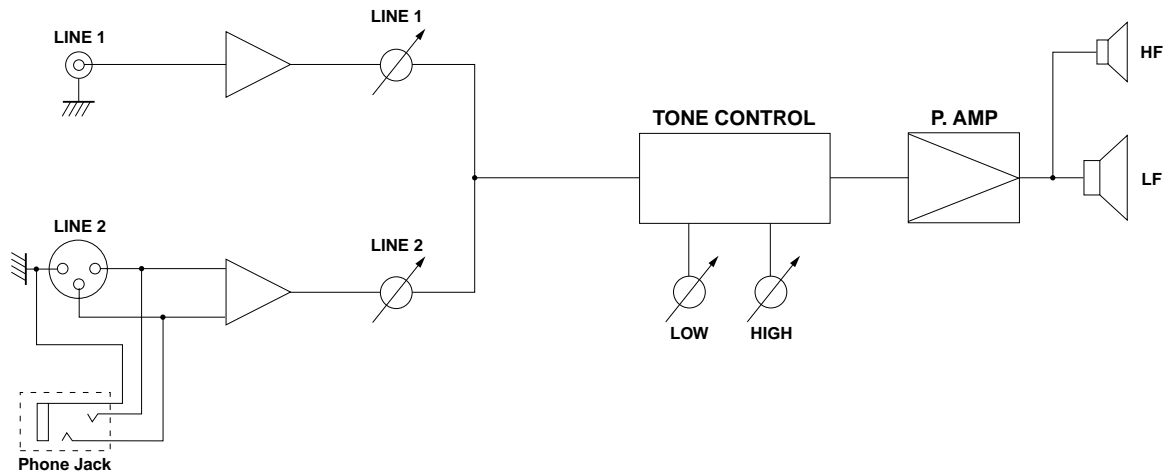 LINE 1
LINE 1
HF
TONE CONTROL
P. AMP
LF
LINE 2
LINE 2
LOW
HIGH
Phone Jack